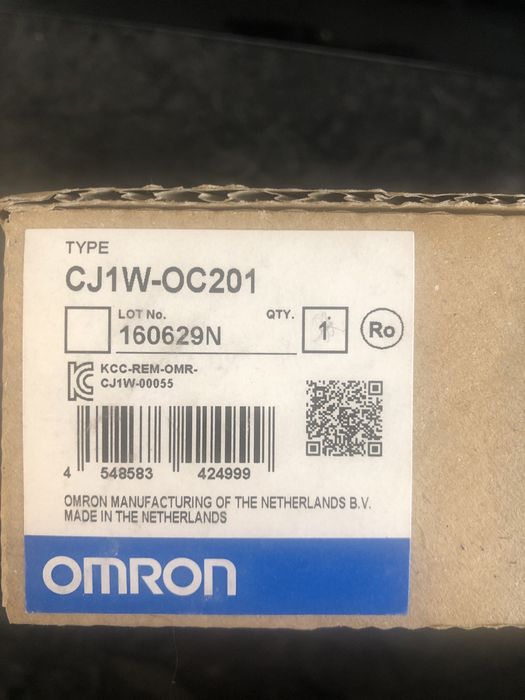 TYPE
CJ1W-OC201
LOT No. QTY.
160629N 1 Ro
KCC-REM-OMR-
CJ1W-00055
4 548583 424999
OMRON MANUFACTURING OF THE NETHERLANDS B.V.
MADE IN THE NETHERLANDS
OMRON